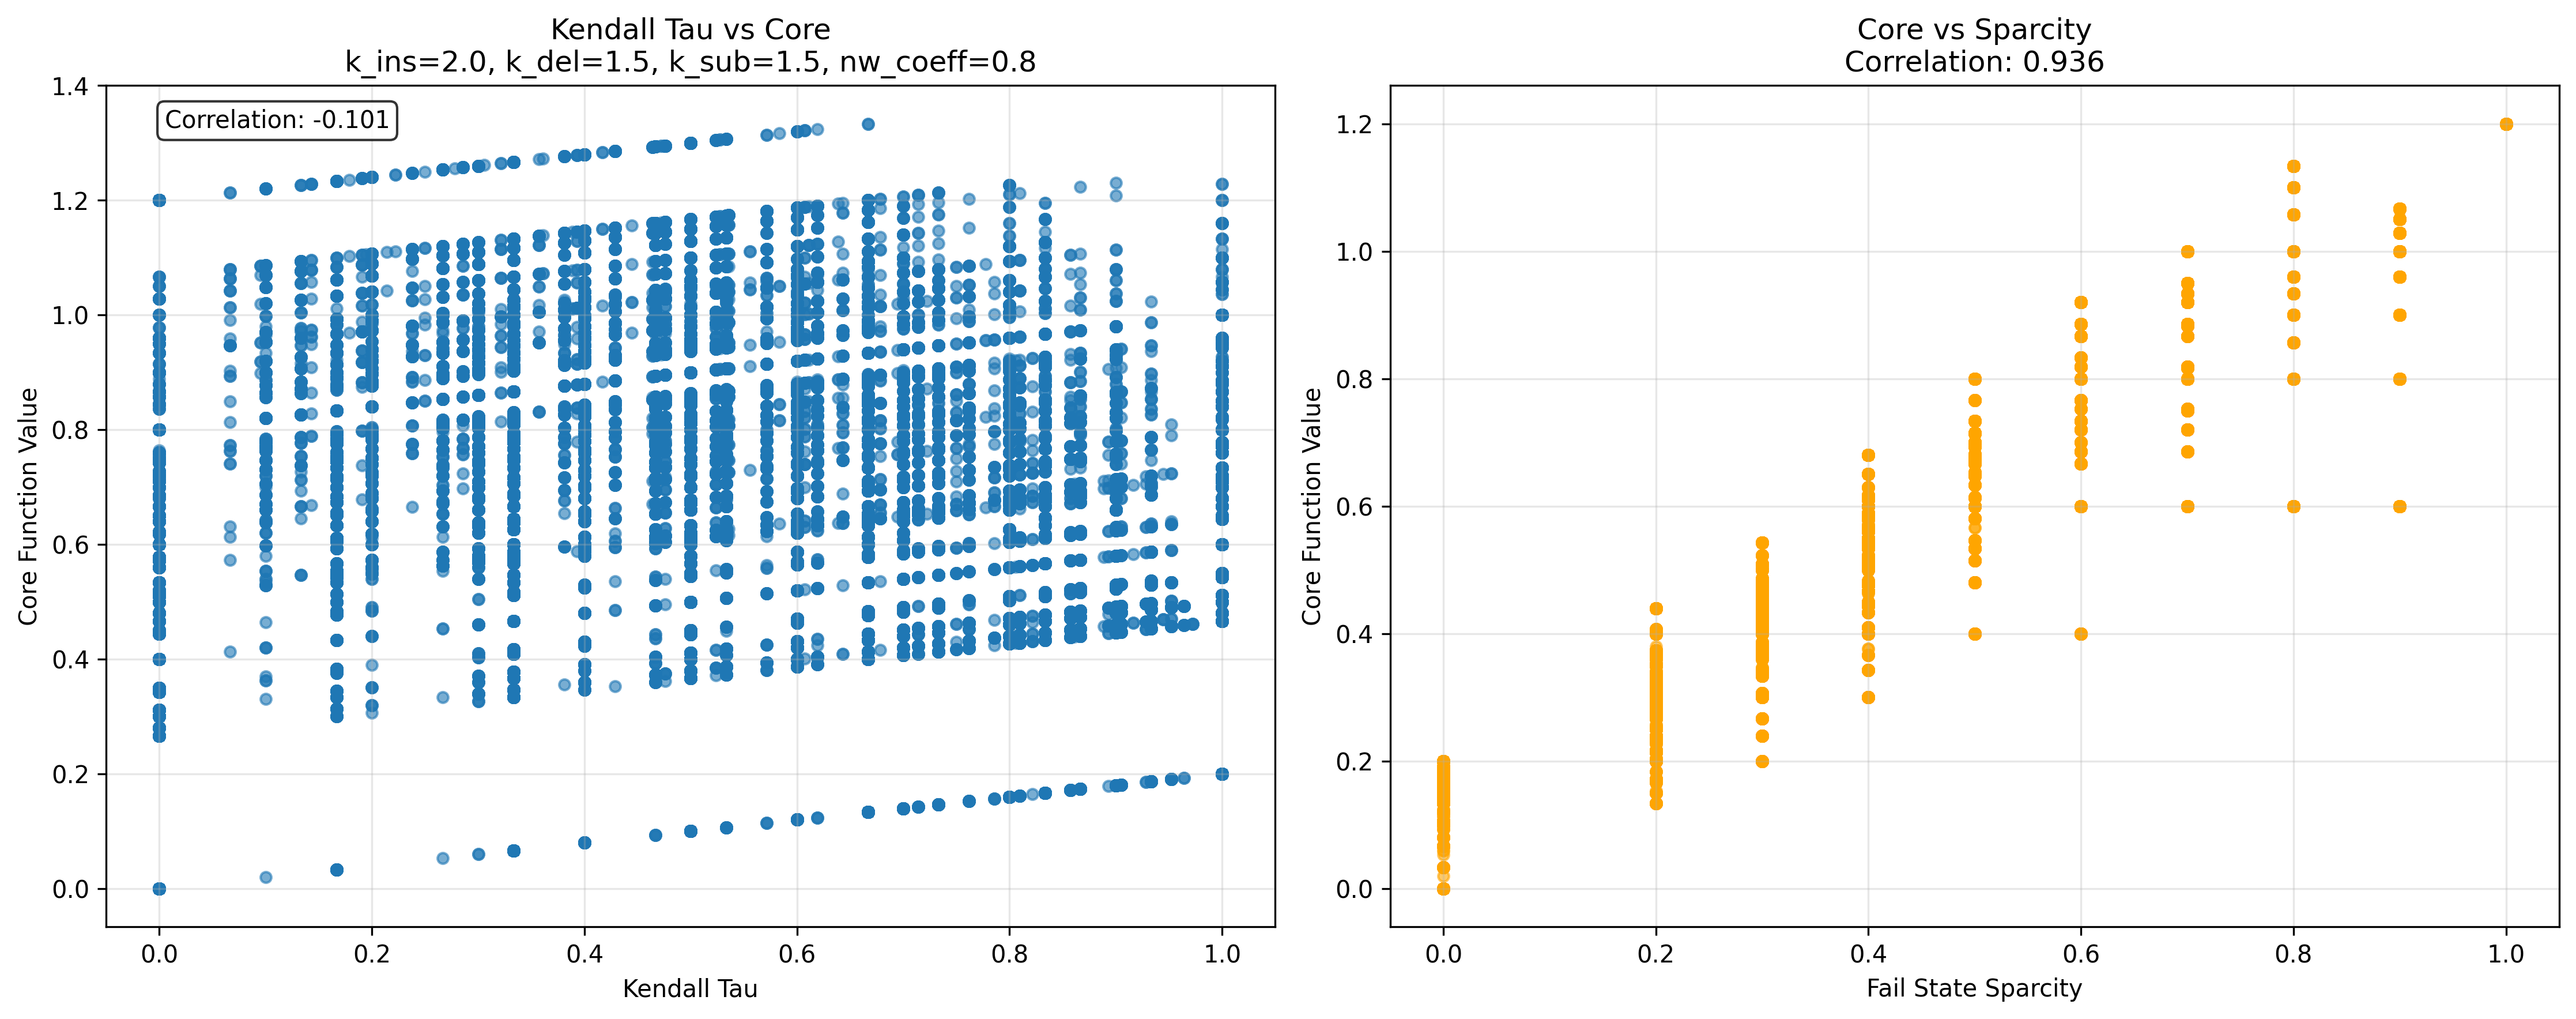 Kendall Tau vs Core
k_ins=2.0, k_del=1.5, k_sub=1.5, nw_coeff=0.8
Correlation: -0.101
Core Function Value
1.4
1.2
1.0
0.8
0.6
0.4
0.2
0.0
0.0 0.2 0.4 0.6 0.8 1.0
Kendall Tau
Core vs Sparcity
Correlation: 0.936
Core Function Value
1.2
1.0
0.8
0.6
0.4
0.2
0.0
0.0 0.2 0.4 0.6 0.8 1.0
Fail State Sparcity